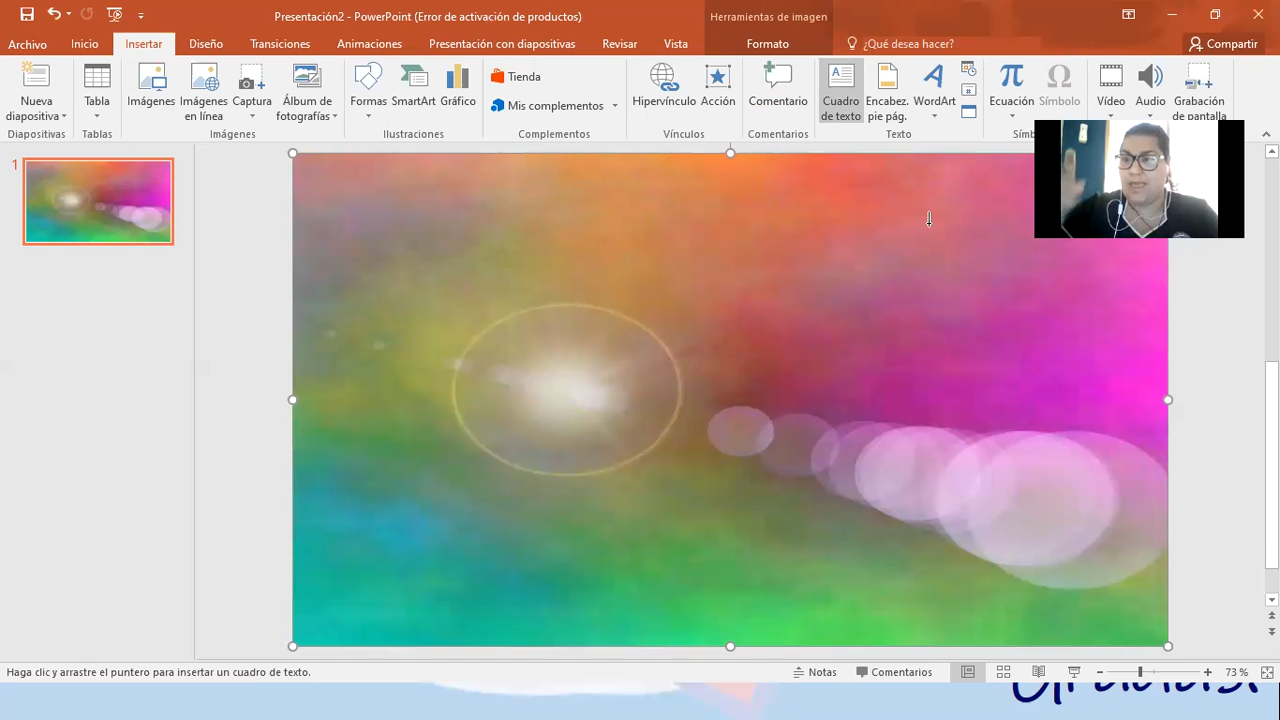 Presentación2 - PowerPoint (Error de activación de productos)
Herramientas de imagen
Archivo Inicio Insertar Diseño Transiciones Animaciones Presentación con diapositivas Revisar Vista Formato ¿Qué desea hacer? Compartir
Nueva diapositiva
Tabla
Imágenes
Imágenes en línea
Captura
Álbum de fotografías
Formas
SmartArt
Gráfico
Tienda
Mis complementos
Hipervínculo
Acción
Comentario
Cuadro de texto
Encabez. pie pág.
WordArt
Ecuación
Símbolo
Vídeo
Audio
Grabación de pantalla
Diapositivas Tablas Imágenes Ilustraciones Complementos Vínculos Comentarios Texto
1
Haga clic y arrastre el puntero para insertar un cuadro de texto.
Notas Comentarios 73 %